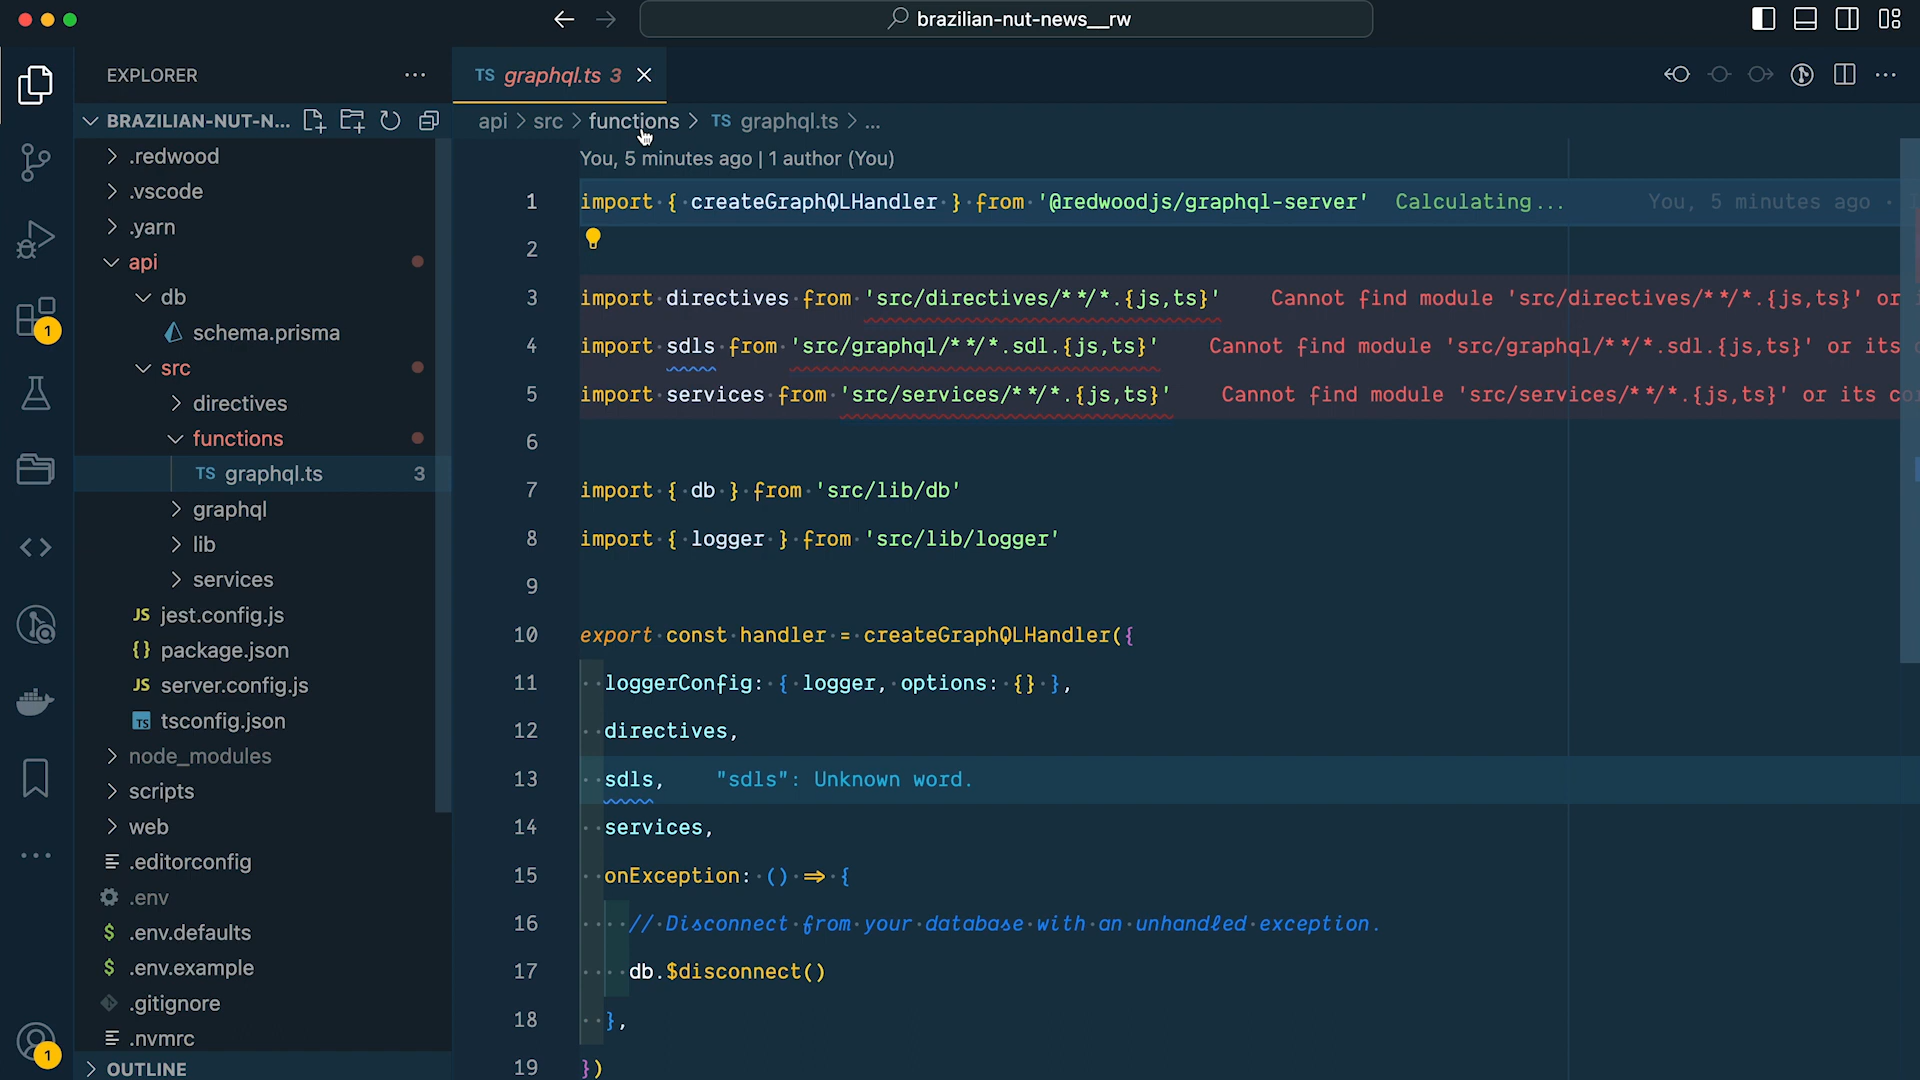 brazilian-nut-news__rw
EXPLORER
TS graphql.ts 3
BRAZILIAN-NUT-N...
api > src > functions > TS graphql.ts > ...
.redwood
.vscode
.yarn
api
db
schema.prisma
src
directives
functions
TS graphql.ts 3
graphql
lib
services
JS jest.config.js
{} package.json
JS server.config.js
TS tsconfig.json
node_modules
scripts
web
.editorconfig
.env
$ .env.defaults
$ .env.example
.gitignore
.nvmrc
OUTLINE
1
1
You, 5 minutes ago | 1 author (You)
1 import { createGraphQLHandler } from '@redwoodjs/graphql-server' Calculating... You, 5 minutes ago •
2
3 import directives from 'src/directives/**/*.{js,ts}' Cannot find module 'src/directives/**/*.{js,ts}' or
4 import sdls from 'src/graphql/**/*.sdl.{js,ts}' Cannot find module 'src/graphql/**/*.sdl.{js,ts}' or its
5 import services from 'src/services/**/*.{js,ts}' Cannot find module 'src/services/**/*.{js,ts}' or its co
6
7 import { db } from 'src/lib/db'
8 import { logger } from 'src/lib/logger'
9
10 export const handler = createGraphQLHandler({
11 loggerConfig: { logger, options: {} },
12 directives,
13 sdls, "sdls": Unknown word.
14 services,
15 onException: () => {
16 // Disconnect from your database with an unhandled exception.
17 db.$disconnect()
18 },
19 })